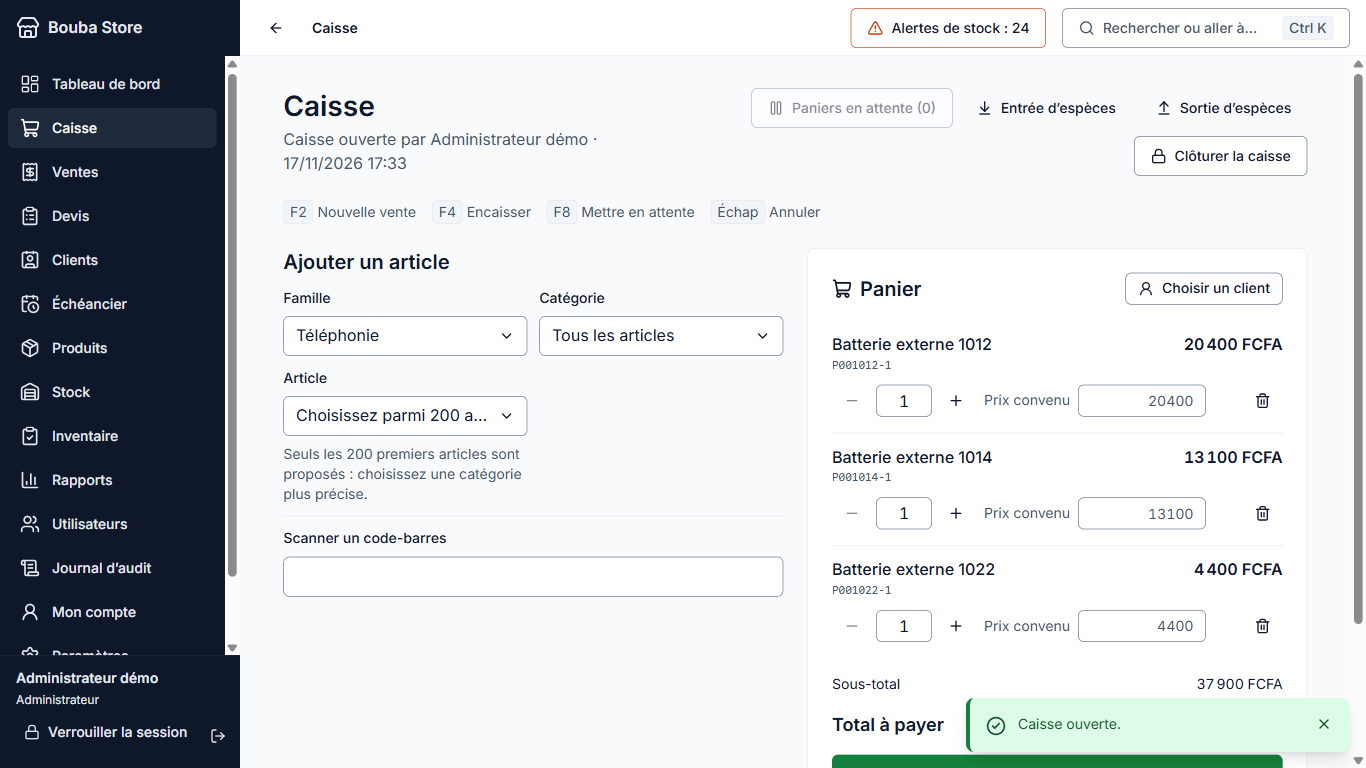 Bouba Store
Tableau de bord
Caisse
Ventes
Devis
Clients
Échéancier
Produits
Stock
Inventaire
Rapports
Utilisateurs
Journal d’audit
Mon compte
Paramètres
Administrateur démo
Administrateur
Verrouiller la session
Caisse
Alertes de stock : 24
Rechercher ou aller à...
Ctrl K
Caisse
Caisse ouverte par Administrateur démo ·
17/11/2026 17:33
Paniers en attente (0)
Entrée d’espèces
Sortie d’espèces
Clôturer la caisse
F2 Nouvelle vente
F4 Encaisser
F8 Mettre en attente
Échap Annuler
Ajouter un article
Famille
Catégorie
Téléphonie
Tous les articles
Article
Choisissez parmi 200 a...
Seuls les 200 premiers articles sont
proposés : choisissez une catégorie
plus précise.
Scanner un code-barres
Panier
Choisir un client
Batterie externe 1012
20 400 FCFA
P001012-1
1
Prix convenu
20400
Batterie externe 1014
13 100 FCFA
P001014-1
1
Prix convenu
13100
Batterie externe 1022
4 400 FCFA
P001022-1
1
Prix convenu
4400
Sous-total
37 900 FCFA
Total à payer
Caisse ouverte.